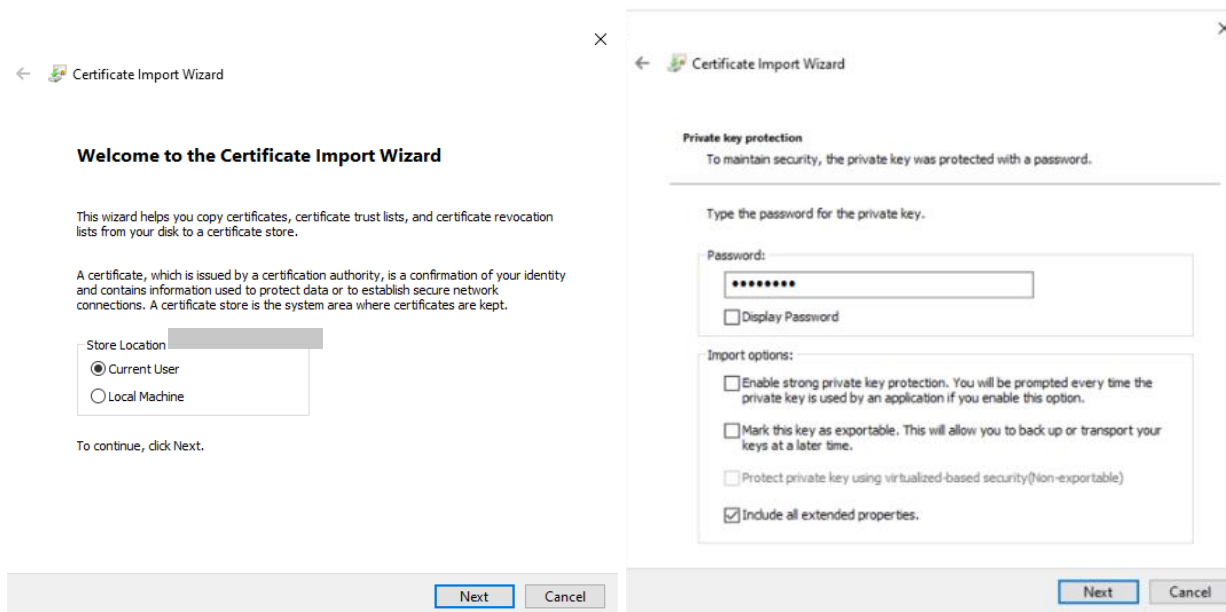 Certificate Import Wizard
Welcome to the Certificate Import Wizard
This wizard helps you copy certificates, certificate trust lists, and certificate revocation
lists from your disk to a certificate store.
A certificate, which is issued by a certification authority, is a confirmation of your identity
and contains information used to protect data or to establish secure network
connections. A certificate store is the system area where certificates are kept.
Store Location
Current User
Local Machine
To continue, click Next.
Next
Cancel
Certificate Import Wizard
Private key protection
To maintain security, the private key was protected with a password.
Type the password for the private key.
Password:
••••••••
Display Password
Import options:
Enable strong private key protection. You will be prompted every time the
private key is used by an application if you enable this option.
Mark this key as exportable. This will allow you to back up or transport your
keys at a later time.
Protect private key using virtualized-based security(Non-exportable)
Include all extended properties.
Next
Cancel